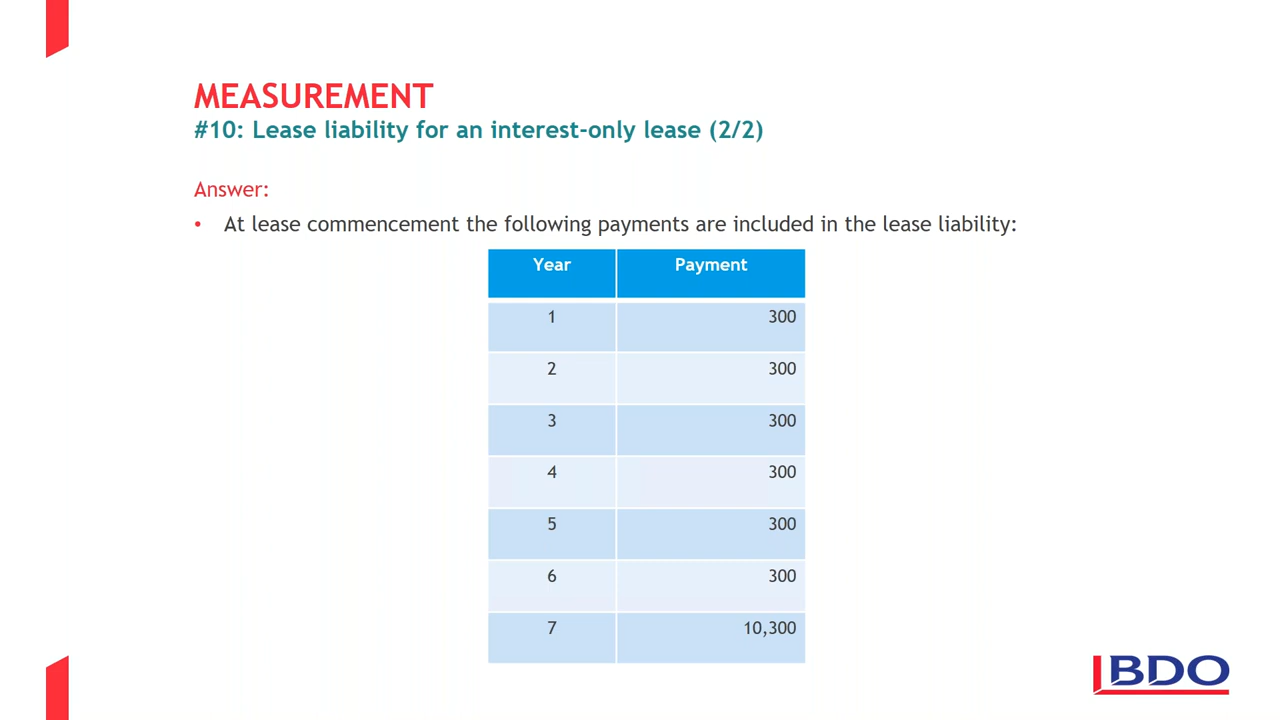 MEASUREMENT
#10: Lease liability for an interest-only lease (2/2)
Answer:
• At lease commencement the following payments are included in the lease liability:
Year Payment
1 300
2 300
3 300
4 300
5 300
6 300
7 10,300
BDO